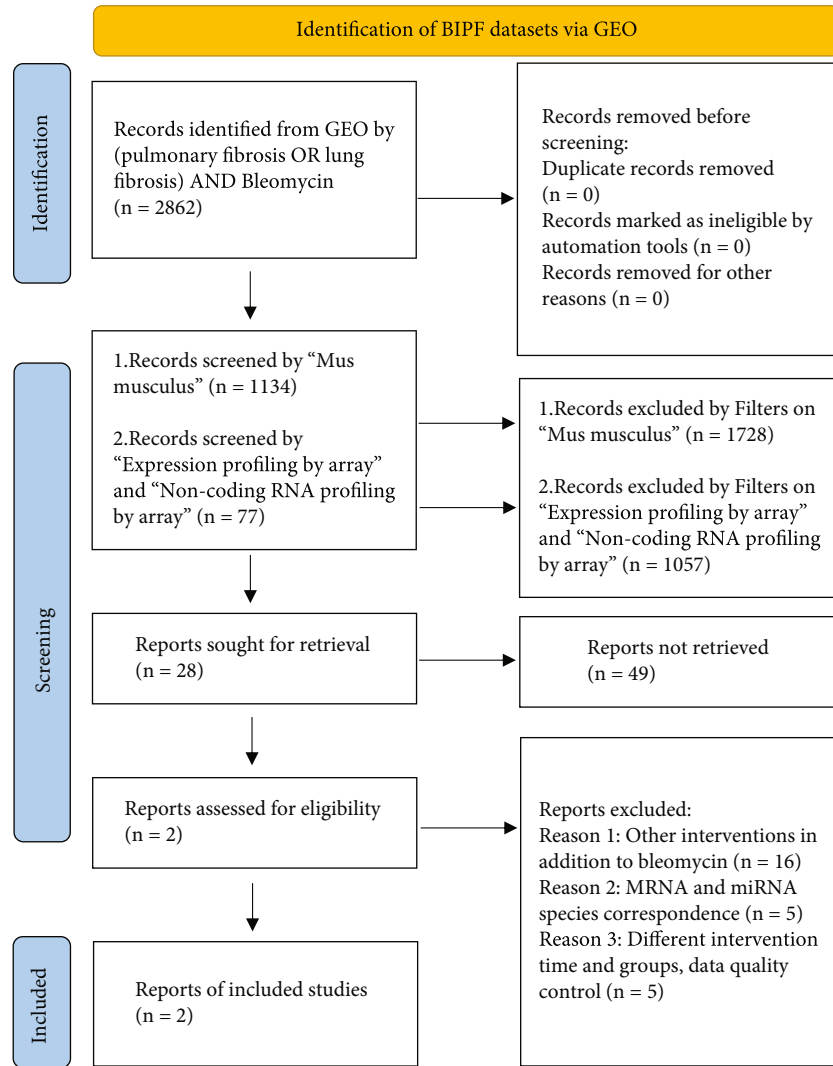 Identification of BIPF datasets via GEO
Identification
Records identified from GEO by
(pulmonary fibrosis OR lung
fibrosis) AND Bleomycin
(n = 2862)
Records removed before
screening:
Duplicate records removed
(n = 0)
Records marked as ineligible by
automation tools (n = 0)
Records removed for other
reasons (n = 0)
Screening
1.Records screened by “Mus
musculus” (n = 1134)
2.Records screened by
“Expression profiling by array”
and “Non-coding RNA profiling
by array” (n = 77)
1.Records excluded by Filters on
“Mus musculus” (n = 1728)
2.Records excluded by Filters on
“Expression profiling by array”
and “Non-coding RNA profiling
by array” (n = 1057)
Reports sought for retrieval
(n = 28)
Reports not retrieved
(n = 49)
Reports assessed for eligibility
(n = 2)
Reports excluded:
Reason 1: Other interventions in
addition to bleomycin (n = 16)
Reason 2: MRNA and miRNA
species correspondence (n = 5)
Reason 3: Different intervention
time and groups, data quality
control (n = 5)
Included
Reports of included studies
(n = 2)